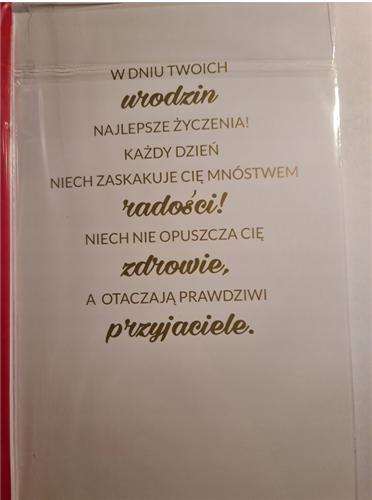 W DNIU TWOICH
urodzin
NAJLEPSZE ŻYCZENIA!
KAŻDY DZIEŃ
NIECH ZASKAKUJE CIĘ MNÓSTWEM
radości!
NIECH NIE OPUSZCZA CIĘ
zdrowie,
A OTACZAJĄ PRAWDZIWI
przyjaciele.